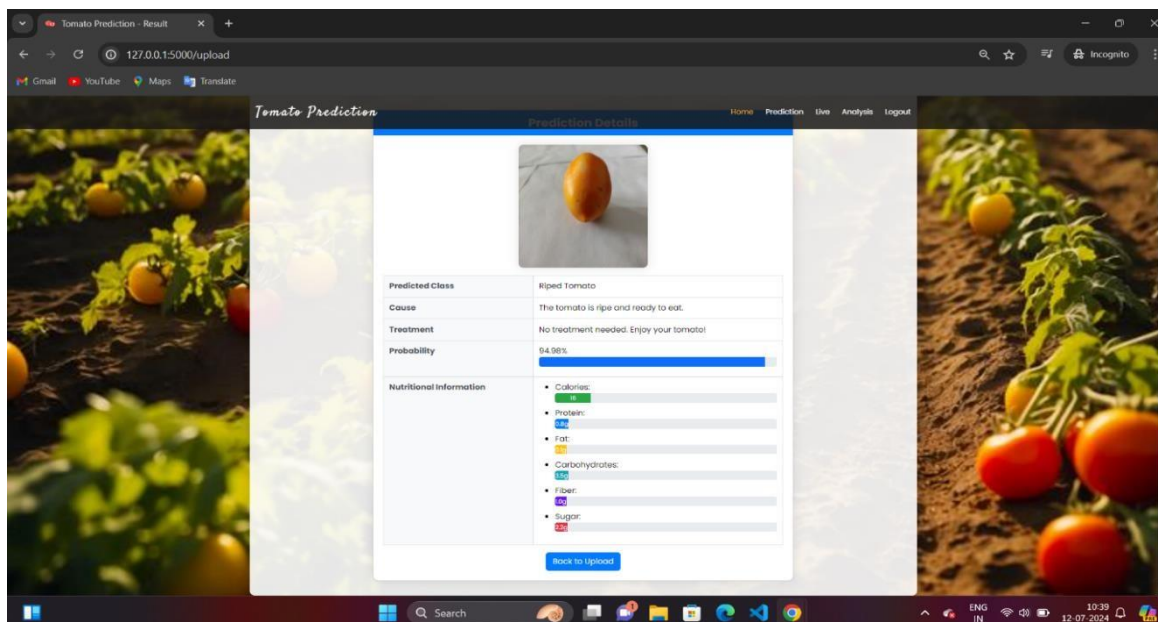 Tomato Prediction - Result
127.0.0.1:5000/upload
Incognito
Gmail YouTube Maps Translate
Tomato Prediction
Home Prediction Live Analysis Logout
Prediction Details
Predicted Class Riped Tomato
Cause The tomato is ripe and ready to eat.
Treatment No treatment needed. Enjoy your tomato!
Probability 94.98%
Nutritional Information
Calories:
Protein:
0.8g
Fat:
Carbohydrates:
Fiber:
Sugar:
Back to Upload
Search
ENG
IN
10:39
12-07-2024